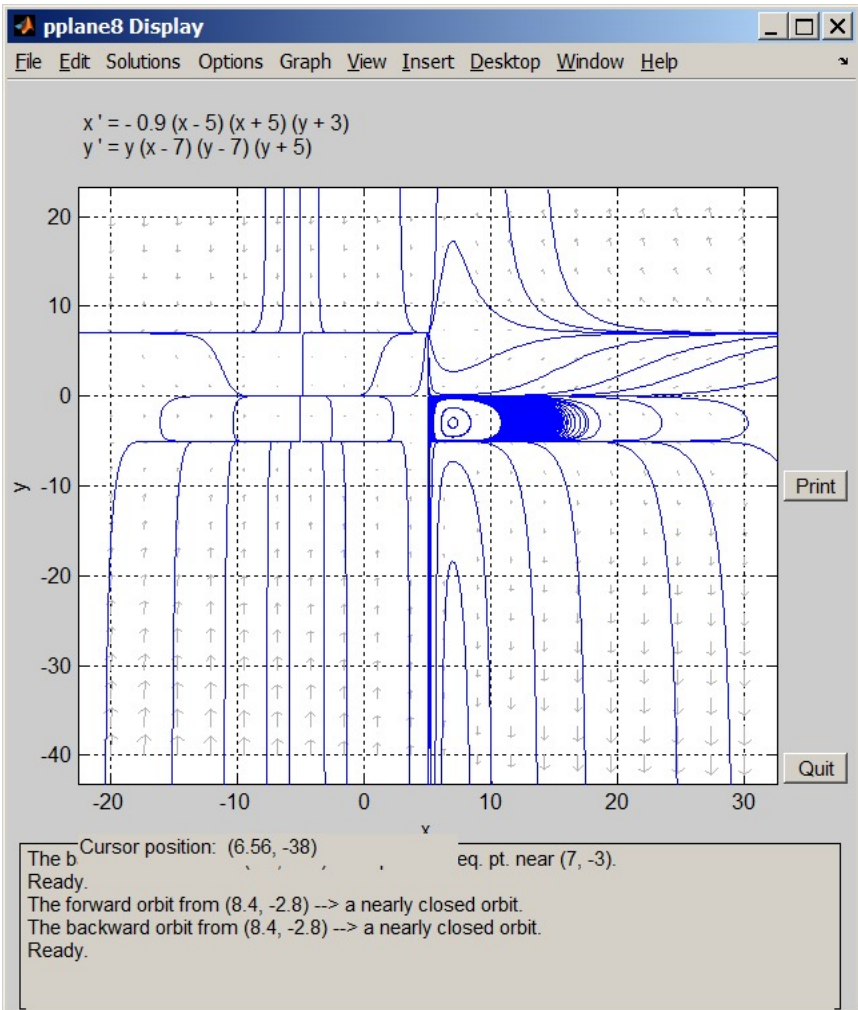 pplane8 Display
File Edit Solutions Options Graph View Insert Desktop Window Help
x ' = - 0.9 (x - 5) (x + 5) (y + 3)
y ' = y (x - 7) (y - 7) (y + 5)
20
10
0
-10
-20
-30
-40
y
-20 -10 0 10 20 30
x
Print
Quit
Cursor position: (6.56, -38)
The b eq. pt. near (7, -3).
Ready.
The forward orbit from (8.4, -2.8) --> a nearly closed orbit.
The backward orbit from (8.4, -2.8) --> a nearly closed orbit.
Ready.